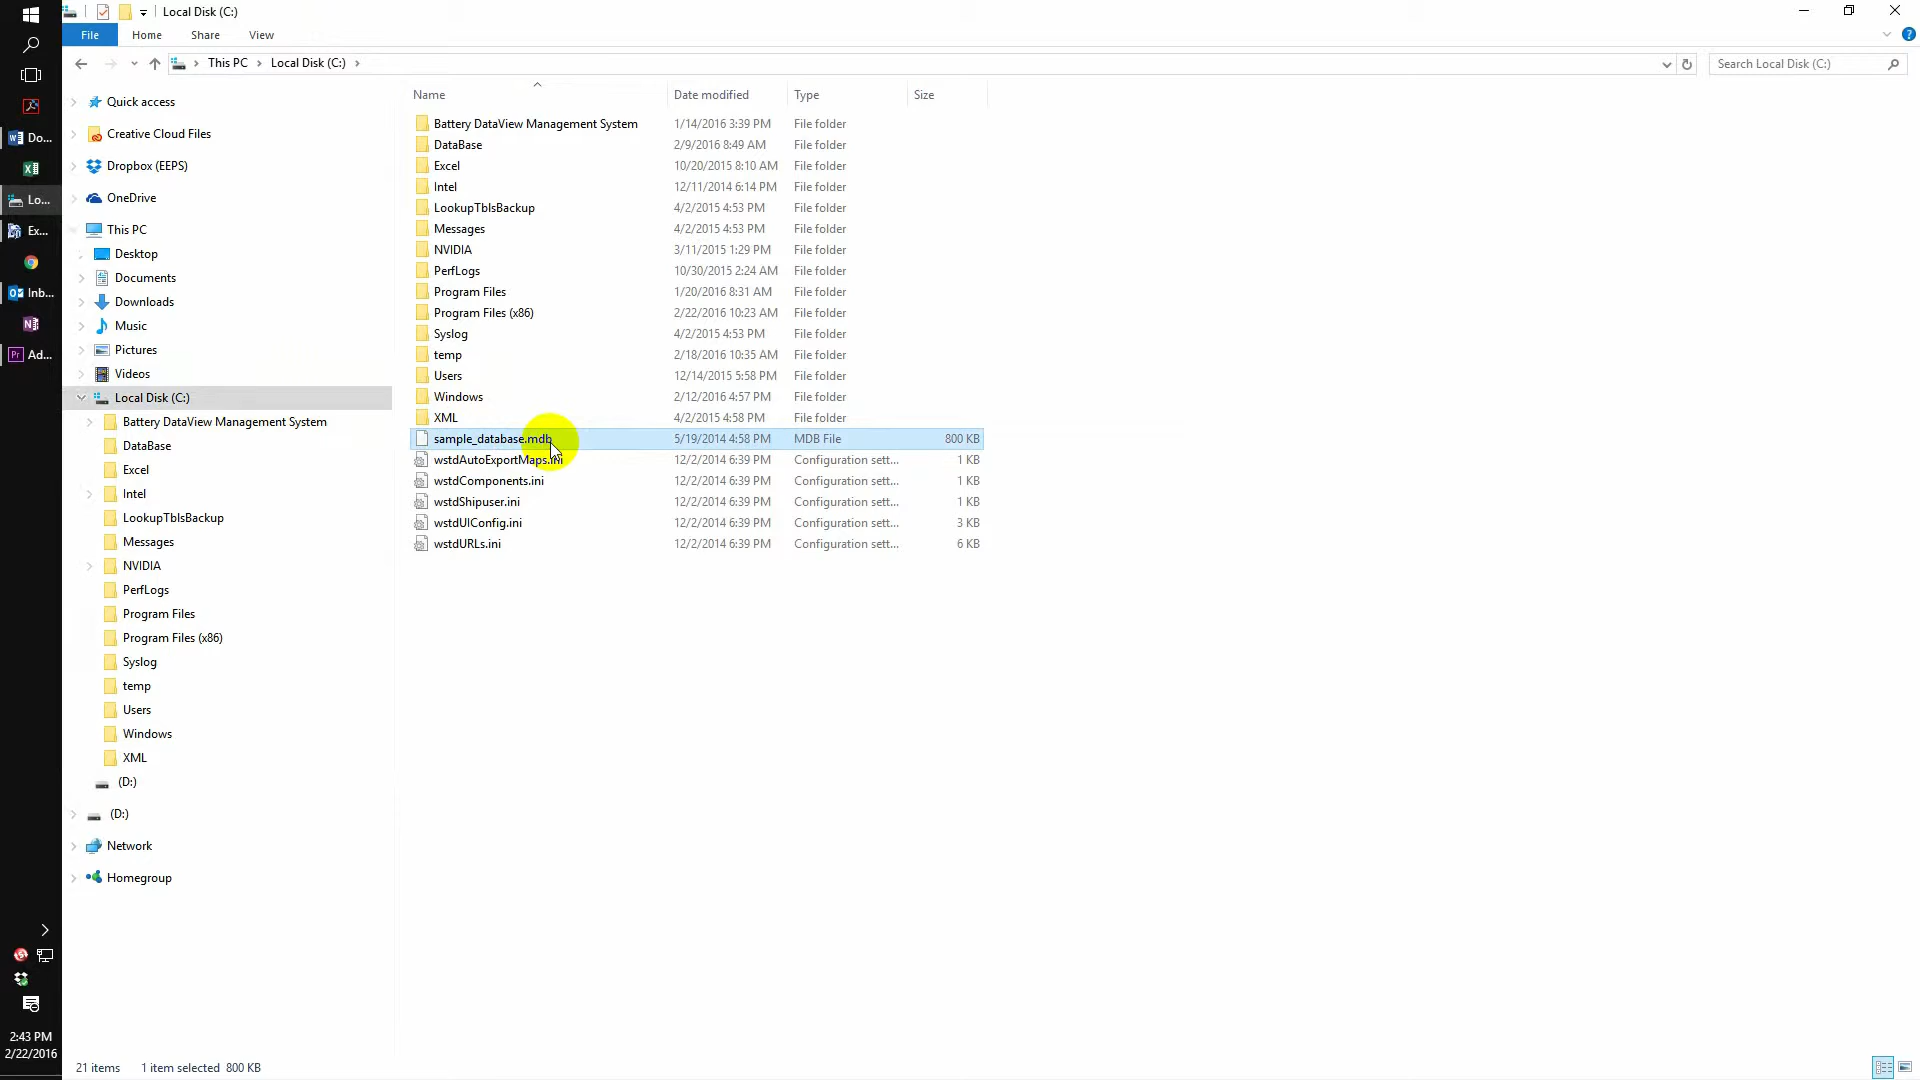 Local Disk (C:)
File Home Share View
This PC Local Disk (C:) Search Local Disk (C:)
Name Date modified Type Size
Quick access
Creative Cloud Files
Dropbox (EEPS)
OneDrive
This PC
Desktop
Documents
Downloads
Music
Pictures
Videos
Local Disk (C:)
Battery DataView Management System
DataBase
Excel
Intel
LookupTblsBackup
Messages
NVIDIA
PerfLogs
Program Files
Program Files (x86)
Syslog
temp
Users
Windows
XML
(D:)
(D:)
Network
Homegroup
Battery DataView Management System 1/14/2016 3:39 PM File folder
DataBase 2/9/2016 8:49 AM File folder
Excel 10/20/2015 8:10 AM File folder
Intel 12/11/2014 6:14 PM File folder
LookupTblsBackup 4/2/2015 4:53 PM File folder
Messages 4/2/2015 4:53 PM File folder
NVIDIA 3/11/2015 1:29 PM File folder
PerfLogs 10/30/2015 2:24 AM File folder
Program Files 1/20/2016 8:31 AM File folder
Program Files (x86) 2/22/2016 10:23 AM File folder
Syslog 4/2/2015 4:53 PM File folder
temp 2/18/2016 10:35 AM File folder
Users 12/14/2015 5:58 PM File folder
Windows 2/12/2016 4:57 PM File folder
XML 4/2/2015 4:58 PM File folder
sample_database.mdb 5/19/2014 4:58 PM MDB File 800 KB
wstdAutoExportMaps.ini 12/2/2014 6:39 PM Configuration sett... 1 KB
wstdComponents.ini 12/2/2014 6:39 PM Configuration sett... 1 KB
wstdShipuser.ini 12/2/2014 6:39 PM Configuration sett... 1 KB
wstdUIConfig.ini 12/2/2014 6:39 PM Configuration sett... 3 KB
wstdURLs.ini 12/2/2014 6:39 PM Configuration sett... 6 KB
Do...
Lo...
Ex...
Inb...
Ad...
2:43 PM
2/22/2016
21 items 1 item selected 800 KB